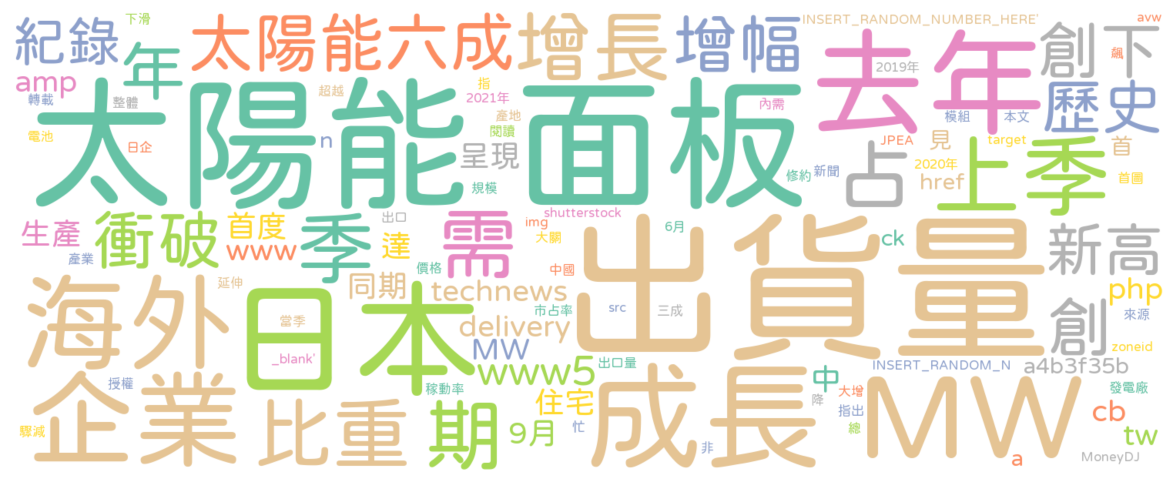 紀錄
下滑
年
太陽能六成
增長
增幅
INSERT_RANDOM_NUMBER_HERE'
去年
2019年
創下
avw
飆
amp
轉載
整體
電池
日企
太陽能面板
超越
指
2021年
產地
閱讀
n
呈現
規模
內需
修約
新聞
占
JPEA
模組
本文
見
2020年
target
href
上季
歷史
首
首圈
生產
產業
衝破
首度
www
季
出口
達
需
shutterstock
img
大關
中國
價格
6月
出貨量
ck
新高
php
來源
zoneid
海外
延伸
日本
當季
_blank'
同期
technews
delivery
市占率
src
三成
MW
www5
出口量
INSERT_RANDOM_N
創
a4b3f35b
企業
授權
驟減
比重
期
稼動率
9月
住宅
忙
成長
非
中
大增
降
指出
總
MW
a
發電廠
cb
tw
MoneyDJ